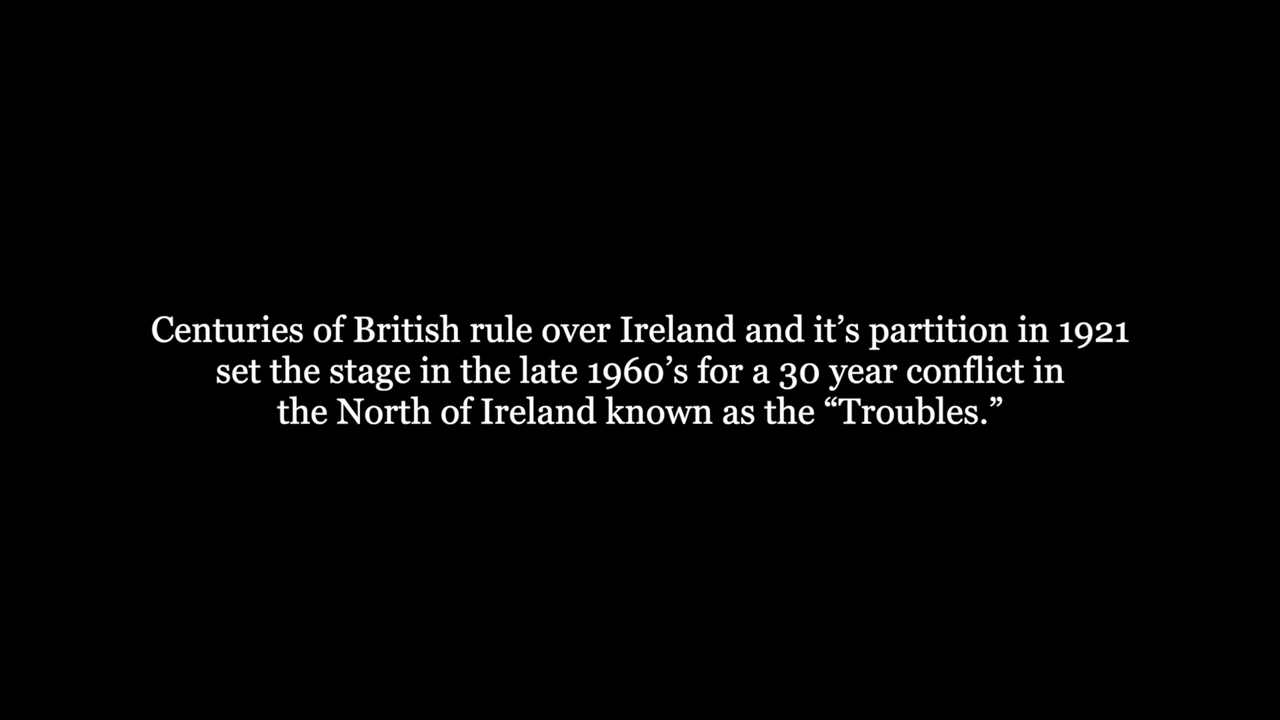 Centuries of British rule over Ireland and it’s partition in 1921
set the stage in the late 1960’s for a 30 year conflict in
the North of Ireland known as the “Troubles.”